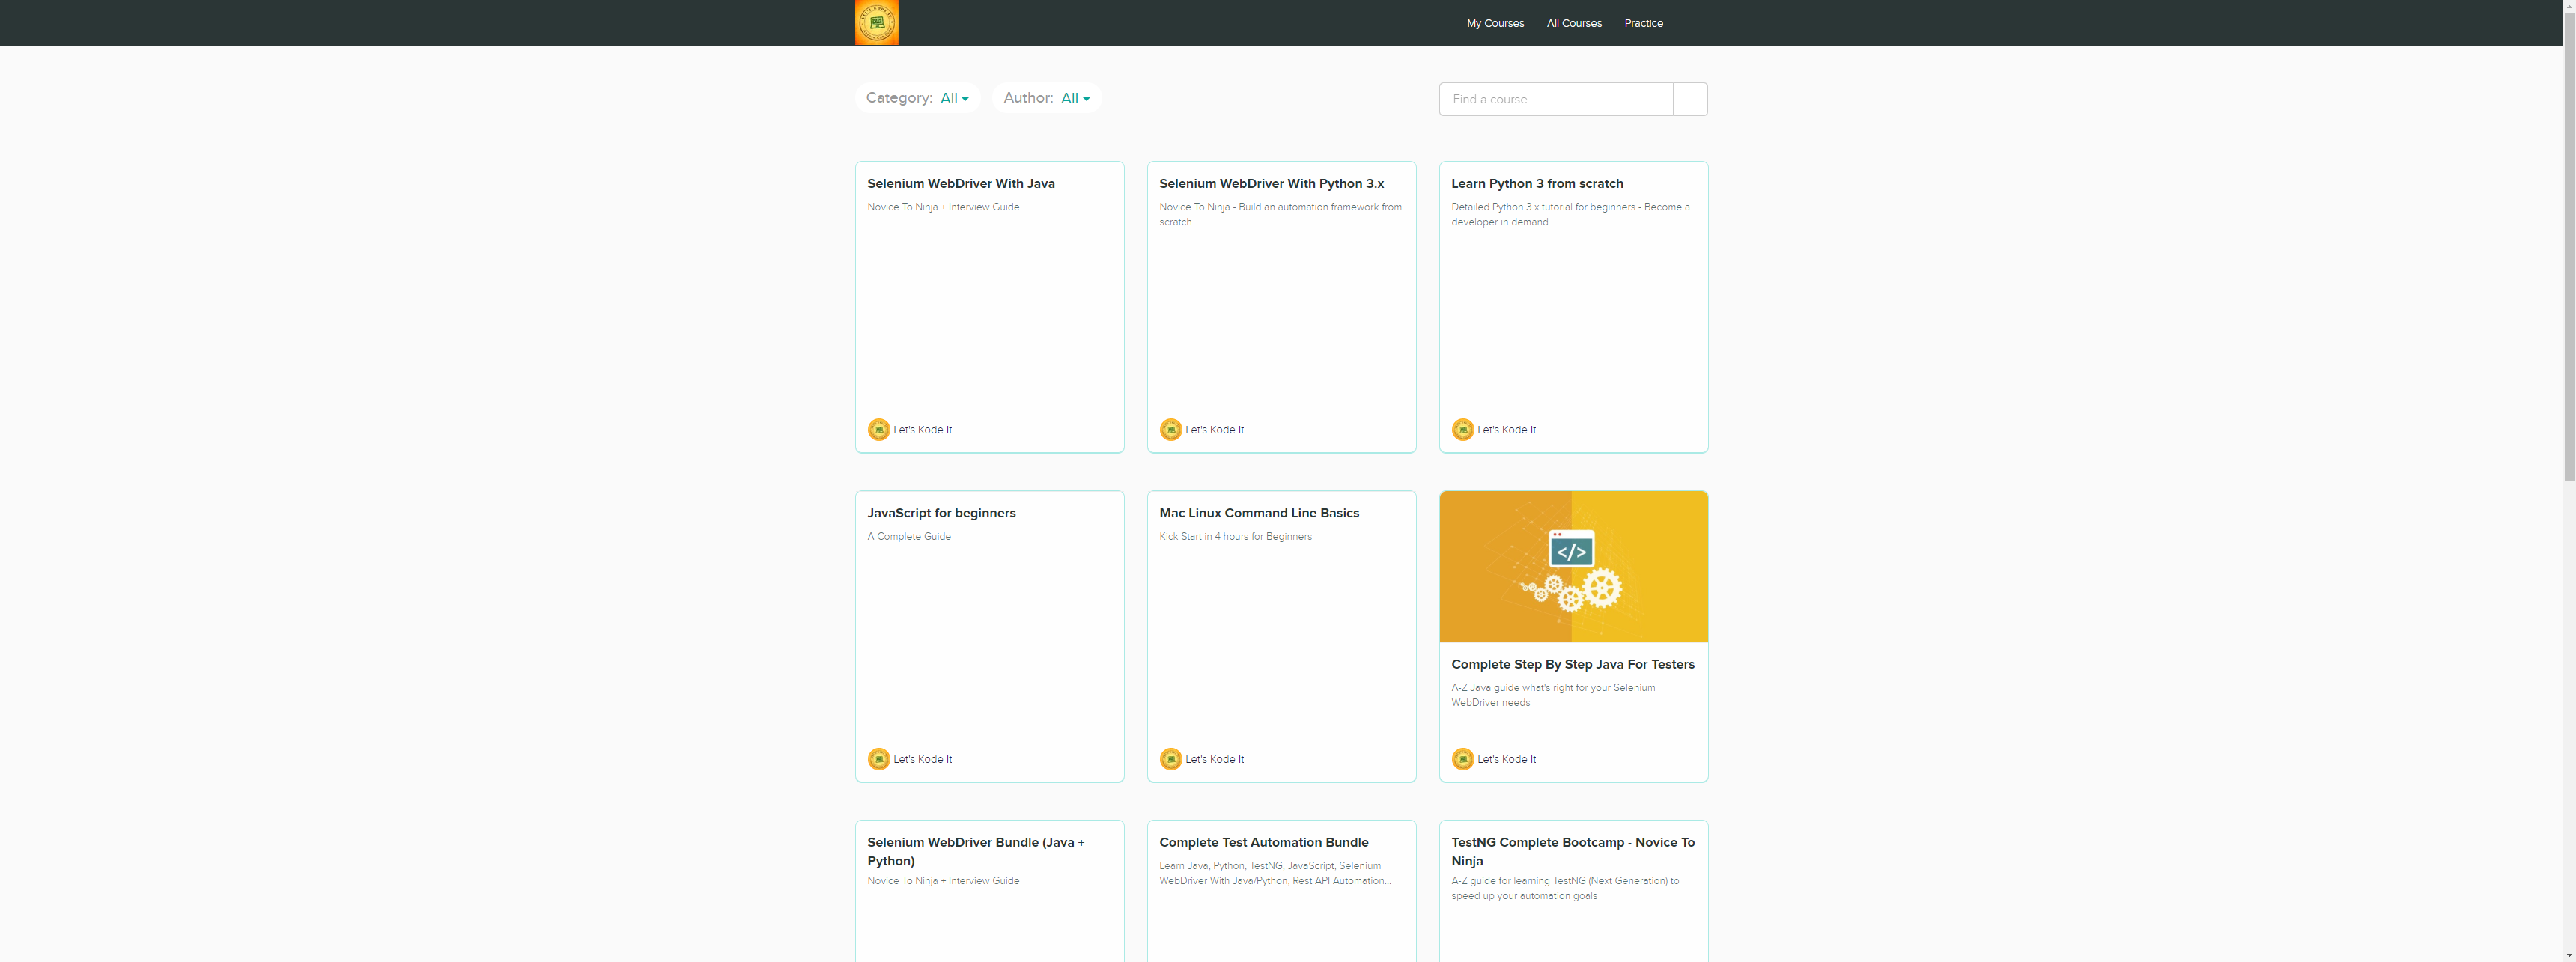 My Courses
All Courses
Practice
Category: All
Author: All
Find a course
Selenium WebDriver With Java
Novice To Ninja + Interview Guide
Let's Kode It
Selenium WebDriver With Python 3.x
Novice To Ninja - Build an automation framework from
scratch
Let's Kode It
Learn Python 3 from scratch
Detailed Python 3.x tutorial for beginners - Become a
developer in demand
Let's Kode It
JavaScript for beginners
A Complete Guide
Let's Kode It
Mac Linux Command Line Basics
Kick Start in 4 hours for Beginners
Let's Kode It
</>
Complete Step By Step Java For Testers
A-Z Java guide what's right for your Selenium
WebDriver needs
Let's Kode It
Selenium WebDriver Bundle (Java +
Python)
Novice To Ninja + Interview Guide
Complete Test Automation Bundle
Learn Java, Python, TestNG, JavaScript, Selenium
WebDriver With Java/Python, Rest API Automation...
TestNG Complete Bootcamp - Novice To
Ninja
A-Z guide for learning TestNG (Next Generation) to
speed up your automation goals